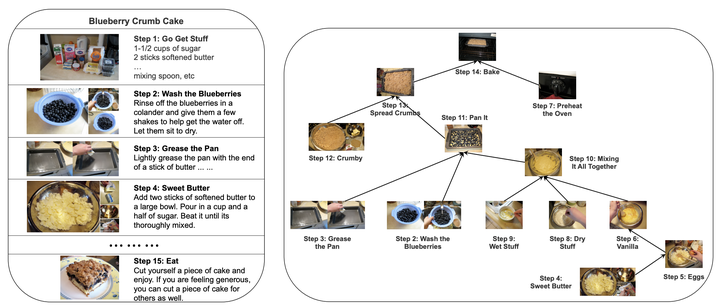 Blueberry Crumb Cake
Step 1: Go Get Stuff
1-1/2 cups of sugar
2 sticks softened butter
...
mixing spoon, etc
Step 2: Wash the Blueberries
Rinse off the blueberries in a
colander and give them a few
shakes to help get the water off.
Let them sit to dry.
Step 3: Grease the Pan
Lightly grease the pan with the end
of a stick of butter ... ...
Step 4: Sweet Butter
Add two sticks of softened butter to
a large bowl. Pour in a cup and a
half of sugar. Beat it until its
thoroughly mixed.
... ... ...
Step 15: Eat
Cut yourself a piece of cake and
enjoy. If you are feeling generous,
you can cut a piece of cake for
others as well.
Step 14: Bake
Step 13:
Spread Crumbs
Step 7: Preheat
the Oven
Step 11: Pan It
Step 12: Crumby
Step 10: Mixing
It All Together
Step 3: Grease
the Pan
Step 2: Wash the
Blueberries
Step 9:
Wet Stuff
Step 8: Dry
Stuff
Step 6:
Vanilla
Step 4:
Sweet Butter
Step 5: Eggs